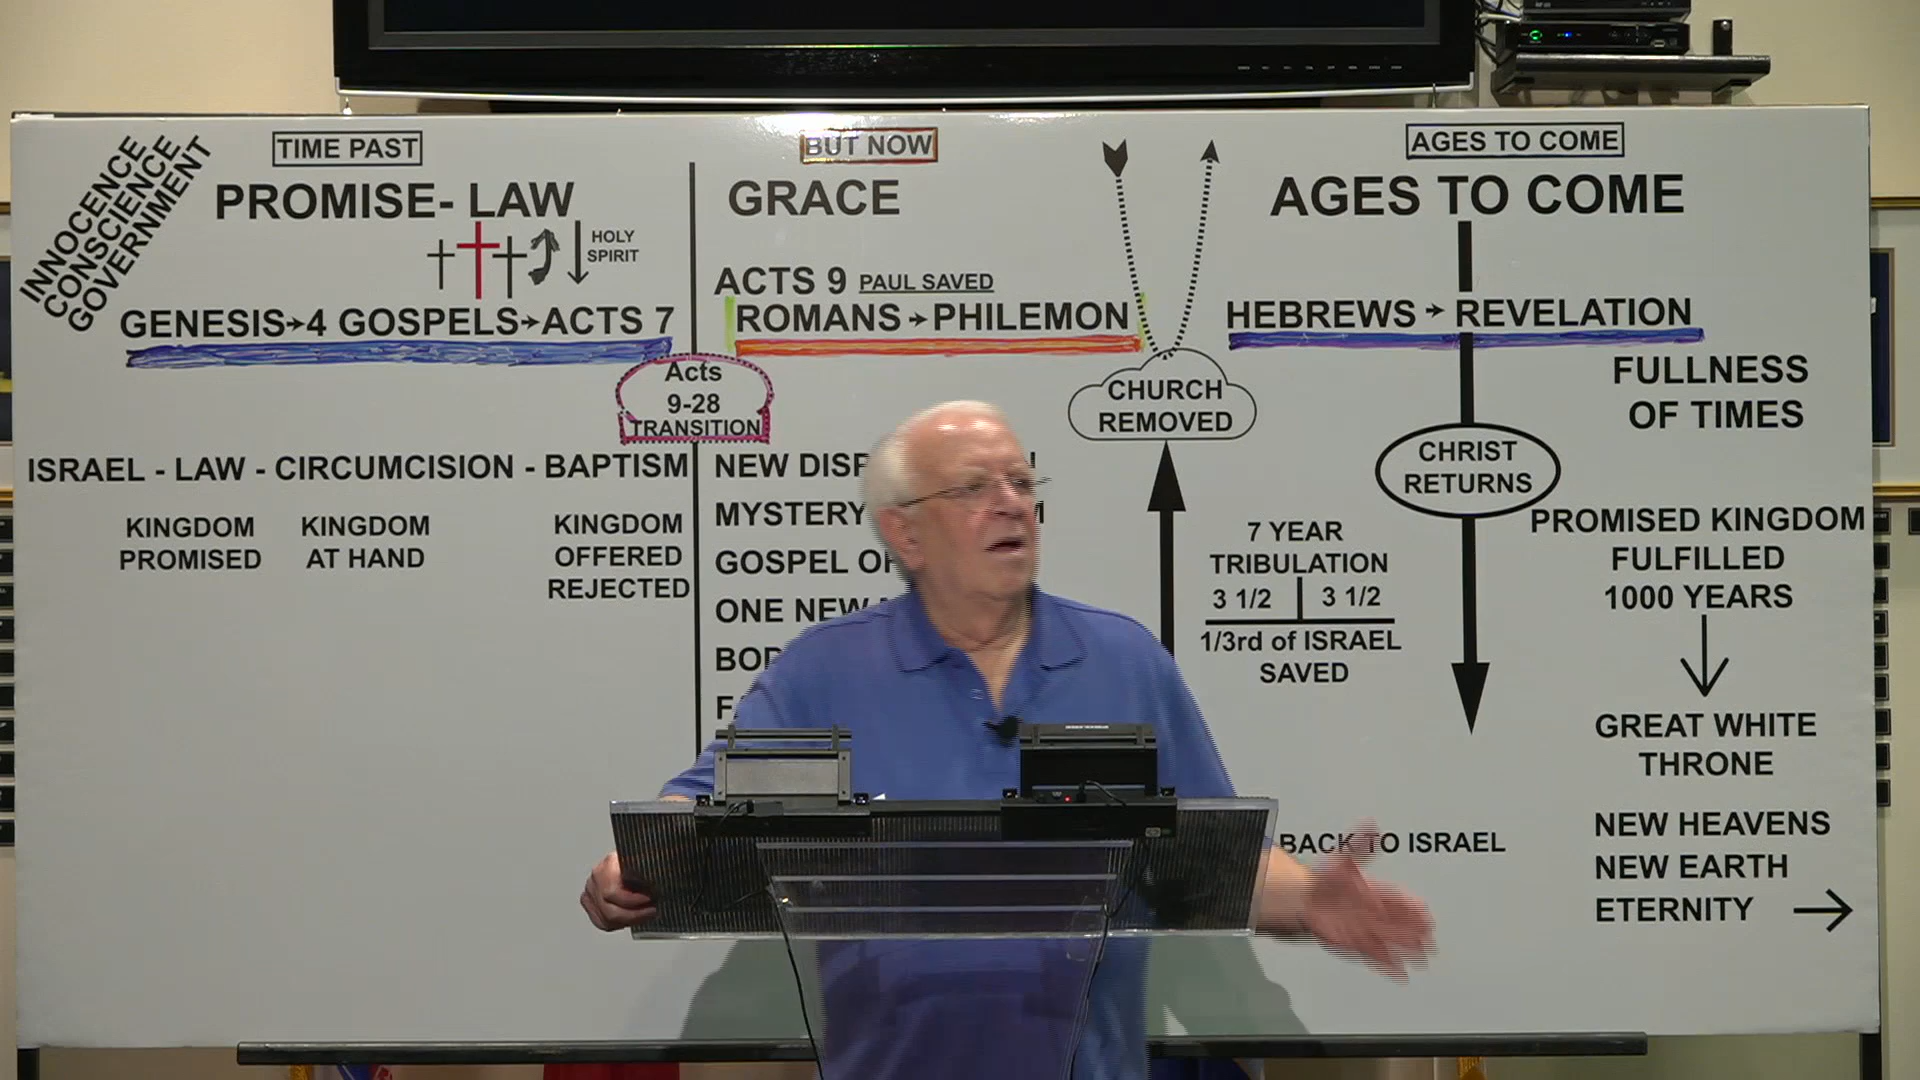 INNOCENCE
CONSCIENCE
GOVERNMENT
TIME PAST
PROMISE- LAW
HOLY
SPIRIT
GENESIS➔4 GOSPELS➔ACTS 7
Acts
9-28
TRANSITION
ISRAEL - LAW - CIRCUMCISION - BAPTISM
KINGDOM
PROMISED
KINGDOM
AT HAND
KINGDOM
OFFERED
REJECTED
BUT NOW
GRACE
ACTS 9 PAUL SAVED
ROMANS ➔ PHILEMON
NEW
MYSTERY
GOSPEL
ONE NEW
CHURCH
REMOVED
7 YEAR
TRIBULATION
3 1/2 3 1/2
1/3rd of ISRAEL
SAVED
BACK TO ISRAEL
AGES TO COME
AGES TO COME
HEBREWS ➔ REVELATION
CHRIST
RETURNS
FULLNESS
OF TIMES
PROMISED KINGDOM
FULFILLED
1000 YEARS
GREAT WHITE
THRONE
NEW HEAVENS
NEW EARTH
ETERNITY